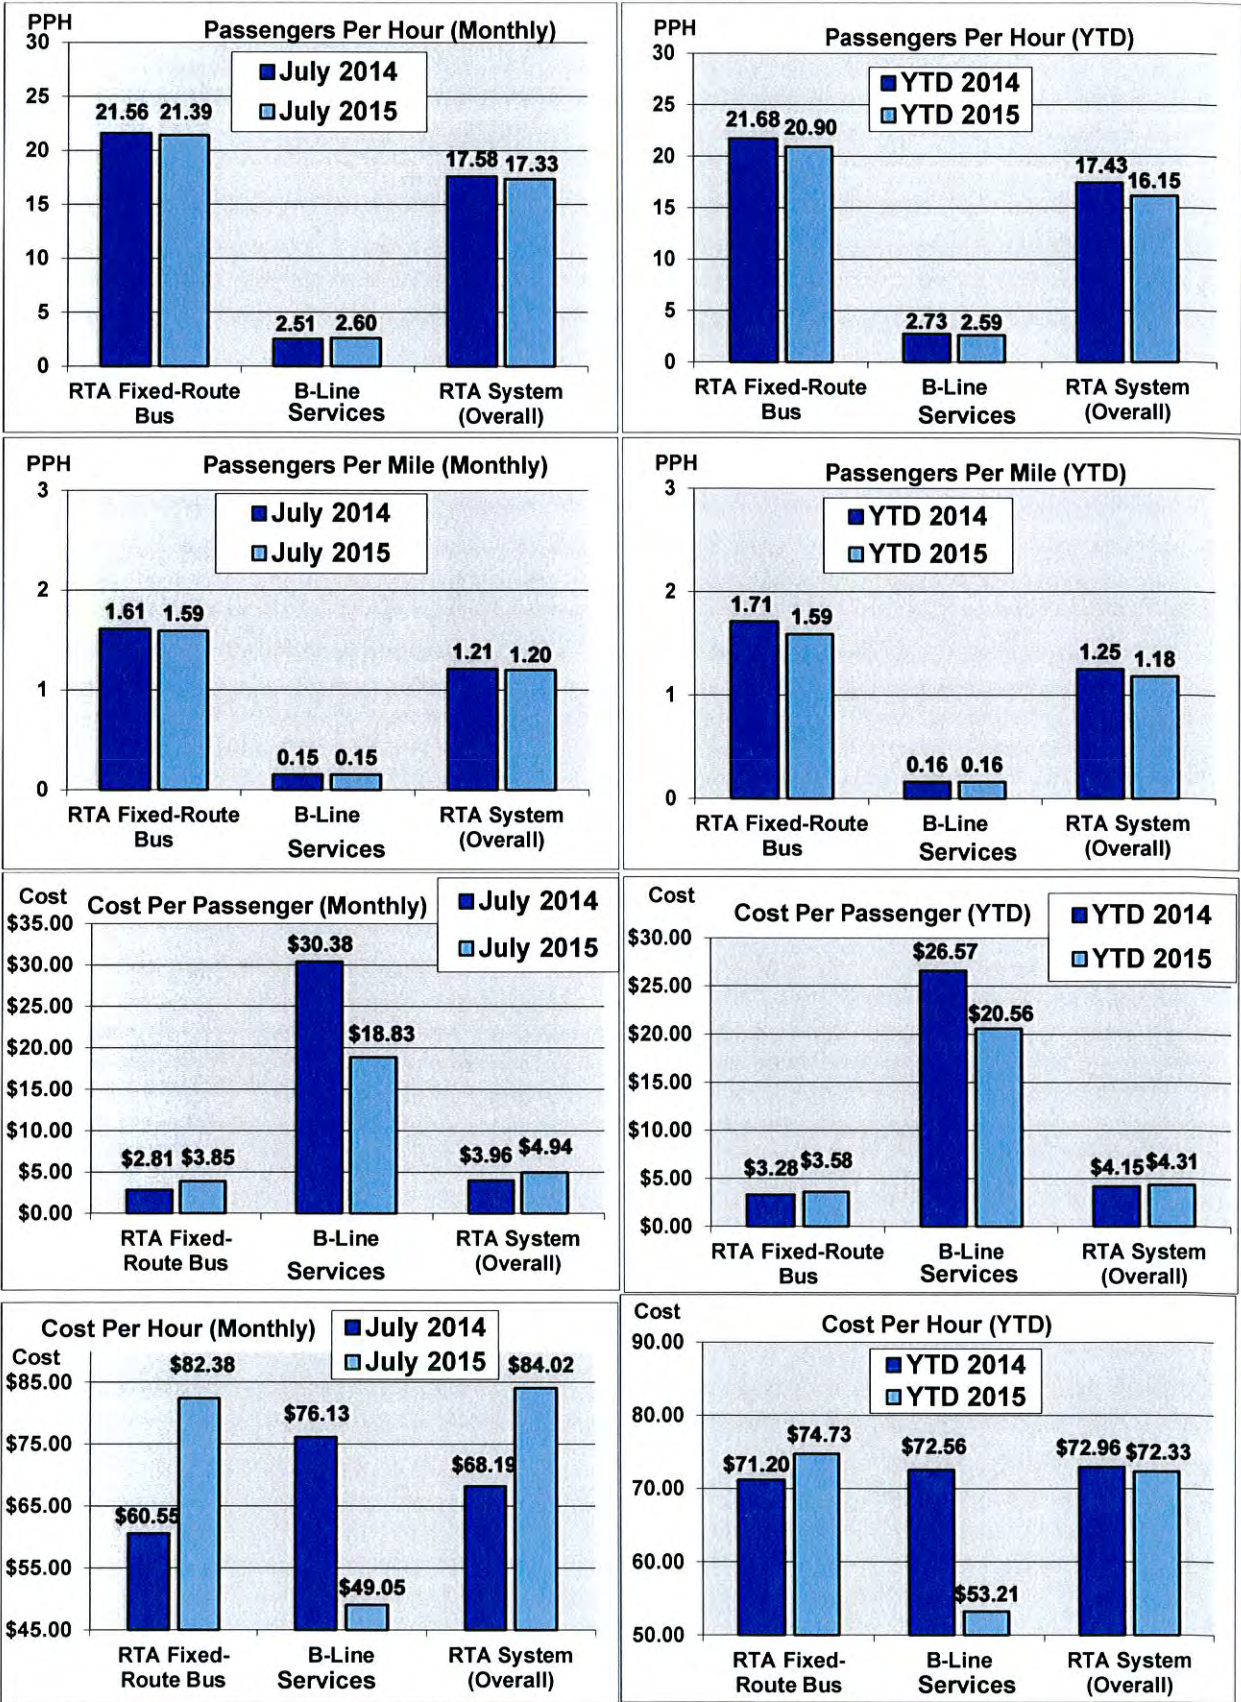 PPH
Passengers Per Hour (Monthly)
July 2014
July 2015
30
25
20
15
10
5
0
21.56 21.39
2.51 2.60
17.58 17.33
RTA Fixed-Route Bus
B-Line
RTA System (Overall)
Services
PPH
Passengers Per Hour (YTD)
YTD 2014
YTD 2015
30
25
20
15
10
5
0
21.68 20.90
2.73 2.59
17.43 16.15
RTA Fixed-Route Bus
B-Line
RTA System (Overall)
Services
PPH
Passengers Per Mile (Monthly)
July 2014
July 2015
3
2
1
0
1.61 1.59
0.15 0.15
1.21 1.20
RTA Fixed-Route Bus
B-Line
RTA System (Overall)
Services
PPH
Passengers Per Mile (YTD)
YTD 2014
YTD 2015
3
2
1
0
1.71 1.59
0.16 0.16
1.25 1.18
RTA Fixed-Route Bus
B-Line
RTA System (Overall)
Services
Cost
Cost Per Passenger (Monthly)
July 2014
July 2015
$35.00
$30.00
$25.00
$20.00
$15.00
$10.00
$5.00
$0.00
$2.81 $3.85
$30.38
$18.83
$3.96 $4.94
RTA Fixed-Route Bus
B-Line
RTA System (Overall)
Services
Cost
Cost Per Passenger (YTD)
YTD 2014
YTD 2015
$30.00
$25.00
$20.00
$15.00
$10.00
$5.00
$0.00
$3.28 $3.58
$26.57
$20.56
$4.15 $4.31
RTA Fixed-Route Bus
B-Line
RTA System (Overall)
Services
Cost Per Hour (Monthly)
July 2014
July 2015
Cost
$85.00
$75.00
$65.00
$55.00
$45.00
$60.55
$82.38
$76.13
$49.05
$68.19
$84.02
RTA Fixed-Route Bus
B-Line
RTA System (Overall)
Services
Cost
Cost Per Hour (YTD)
YTD 2014
YTD 2015
90.00
80.00
70.00
60.00
50.00
$71.20
$74.73
$72.56
$53.21
$72.96 $72.33
RTA Fixed-Route Bus
B-Line
RTA System (Overall)
Services